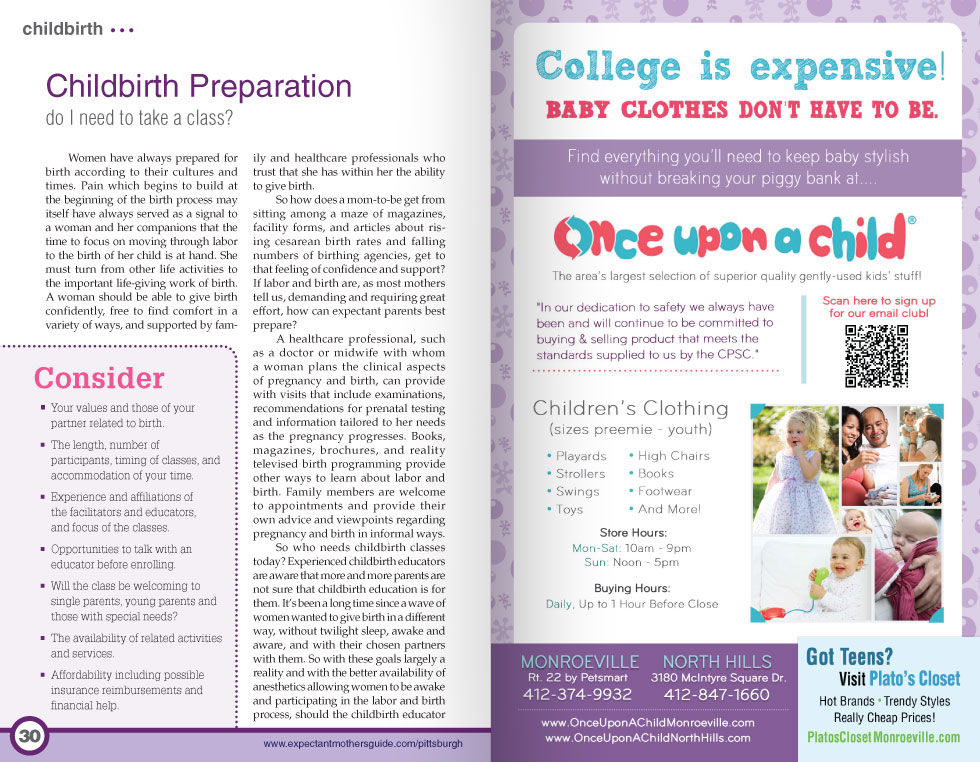 childbirth •••
Childbirth Preparation
do I need to take a class?
Women have always prepared for
birth according to their cultures and
times. Pain which begins to build at
the beginning of the birth process may
itself have always served as a signal to
a woman and her companions that the
time to focus on moving through labor
to the birth of her child is at hand. She
must turn from other life activities to
the important life-giving work of birth.
A woman should be able to give birth
confidently, free to find comfort in a
variety of ways, and supported by fam-
ily and healthcare professionals who
trust that she has within her the ability
to give birth.
So how does a mom-to-be get from
sitting among a maze of magazines,
facility forms, and articles about ris-
ing cesarean birth rates and falling
numbers of birthing agencies, get to
that feeling of confidence and support?
If labor and birth are, as most mothers
tell us, demanding and requiring great
effort, how can expectant parents best
prepare?
A healthcare professional, such
as a doctor or midwife with whom
a woman plans the clinical aspects
of pregnancy and birth, can provide
with visits that include examinations,
recommendations for prenatal testing
and information tailored to her needs
as the pregnancy progresses. Books,
magazines, brochures, and reality
televised birth programming provide
other ways to learn about labor and
birth. Family members are welcome
to appointments and provide their
own advice and viewpoints regarding
pregnancy and birth in informal ways.
So who needs childbirth classes
today? Experienced childbirth educators
are aware that more and more parents are
not sure that childbirth education is for
them. It's been a long time since a wave of
women wanted to give birth in a different
way, without twilight sleep, awake and
aware, and with their chosen partners
with them. So with these goals largely a
reality and with the better availability of
anesthetics allowing women to be awake
and participating in the labor and birth
process, should the childbirth educator
Consider
▪ Your values and those of your
partner related to birth.
▪ The length, number of
participants, timing of classes, and
accommodation of your time.
▪ Experience and affiliations of
the facilitators and educators,
and focus of the classes.
▪ Opportunities to talk with an
educator before enrolling.
▪ Will the class be welcoming to
single parents, young parents and
those with special needs?
▪ The availability of related activities
and services.
▪ Affordability including possible
insurance reimbursements and
financial help.
30
www.expectantmothersguide.com/pittsburgh
College is expensive!
BABY CLOTHES DON'T HAVE TO BE.
Find everything you'll need to keep baby stylish
without breaking your piggy bank at....
Once upon a child®
The area's largest selection of superior quality gently-used kids' stuff!
"In our dedication to safety we always have
been and will continue to be committed to
buying & selling product that meets the
standards supplied to us by the CPSC."
Scan here to sign up
for our email club!
Children's Clothing
(sizes preemie - youth)
• Playards
• Strollers
• Swings
• Toys
• High Chairs
• Books
• Footwear
• And More!
Store Hours:
Mon-Sat: 10am - 9pm
Sun: Noon - 5pm
Buying Hours:
Daily, Up to 1 Hour Before Close
MONROEVILLE
Rt. 22 by Petsmart
412-374-9932
NORTH HILLS
3180 McIntyre Square Dr.
412-847-1660
www.OnceUponAChildMonroeville.com
www.OnceUponAChildNorthHills.com
Got Teens?
Visit Plato's Closet
Hot Brands • Trendy Styles
Really Cheap Prices!
PlatosClosetMonroeville.com